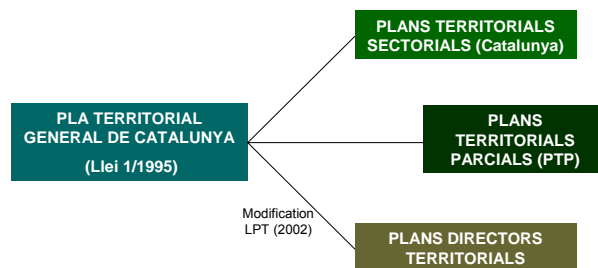 PLANS TERRITORIALS
SECTORIALS (Catalunya)
PLA TERRITORIAL
GENERAL DE CATALUNYA
(Llei 1/1995)
PLANS
TERRITORIALS
PARCIALS (PTP)
Modification
LPT (2002)
PLANS DIRECTORS
TERRITORIALS